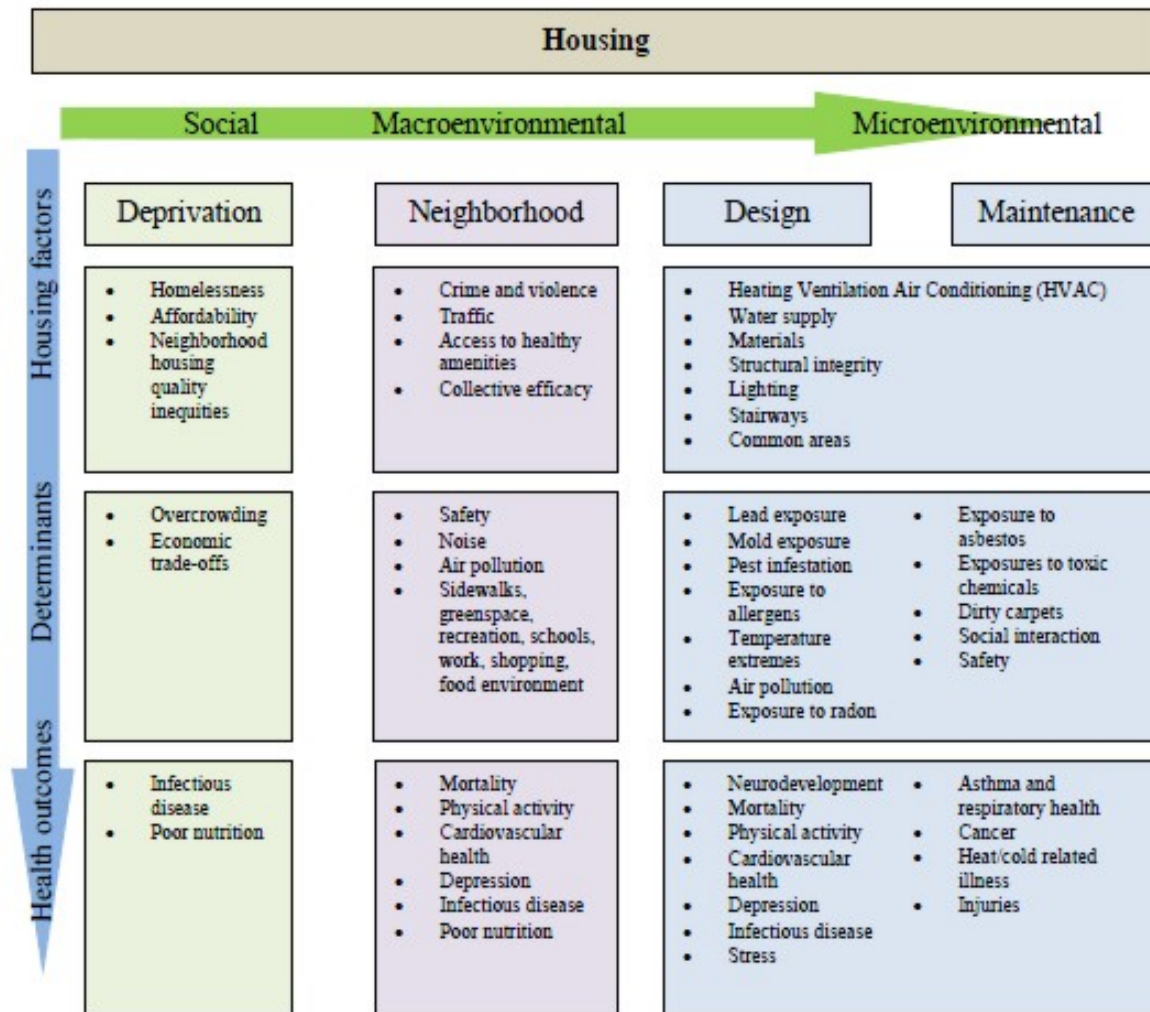 Housing
Social
Macroenvironmental
Microenvironmental
Housing factors
Determinants
Health outcomes
Deprivation
Neighborhood
Design
Maintenance
• Homelessness
• Affordability
• Neighborhood
housing
quality
inequities
• Crime and violence
• Traffic
• Access to healthy
amenities
• Collective efficacy
• Heating Ventilation Air Conditioning (HVAC)
• Water supply
• Materials
• Structural integrity
• Lighting
• Stairways
• Common areas
• Overcrowding
• Economic
trade-offs
• Safety
• Noise
• Air pollution
• Sidewalks,
greenspace,
recreation, schools,
work, shopping,
food environment
• Lead exposure
• Mold exposure
• Pest infestation
• Exposure to
allergens
• Temperature
extremes
• Air pollution
• Exposure to radon
• Exposure to
asbestos
• Exposures to toxic
chemicals
• Dirty carpets
• Social interaction
• Safety
• Infectious
disease
• Poor nutrition
• Mortality
• Physical activity
• Cardiovascular
health
• Depression
• Infectious disease
• Poor nutrition
• Neurodevelopment
• Mortality
• Physical activity
• Cardiovascular
health
• Depression
• Infectious disease
• Stress
• Asthma and
respiratory health
• Cancer
• Heat/cold related
illness
• Injuries